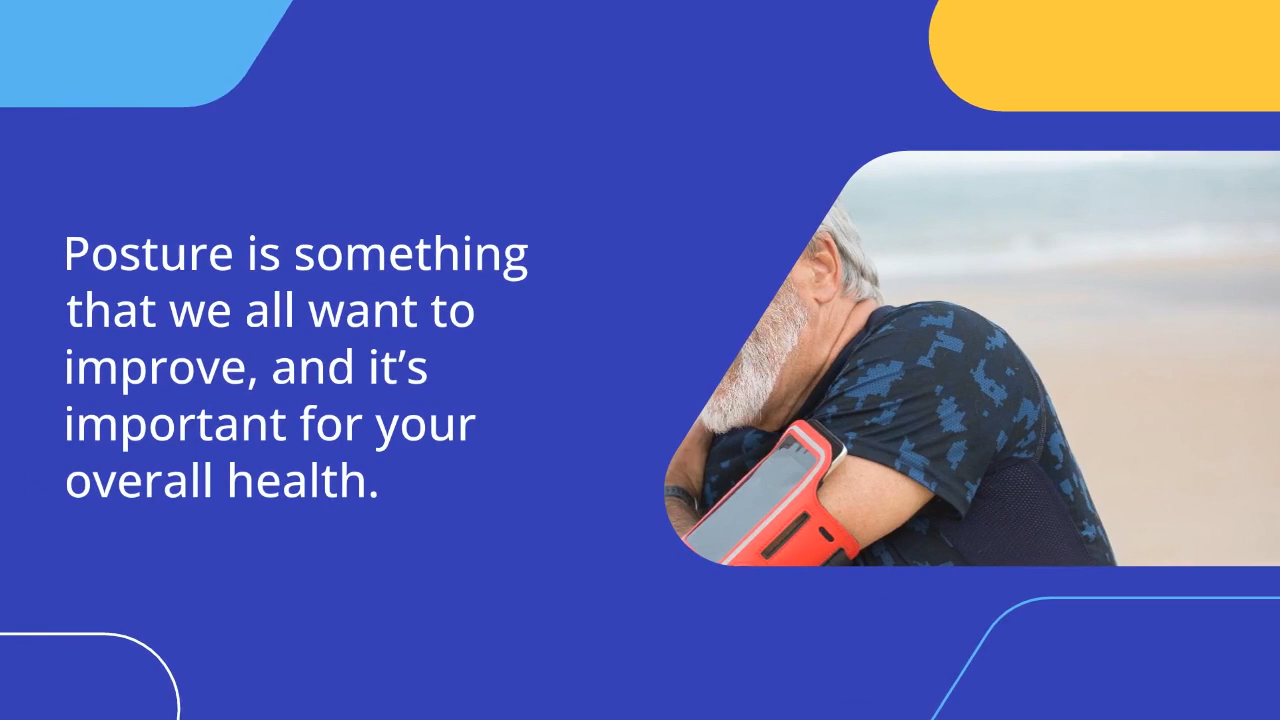 Posture is something
that we all want to
improve, and it’s
important for your
overall health.